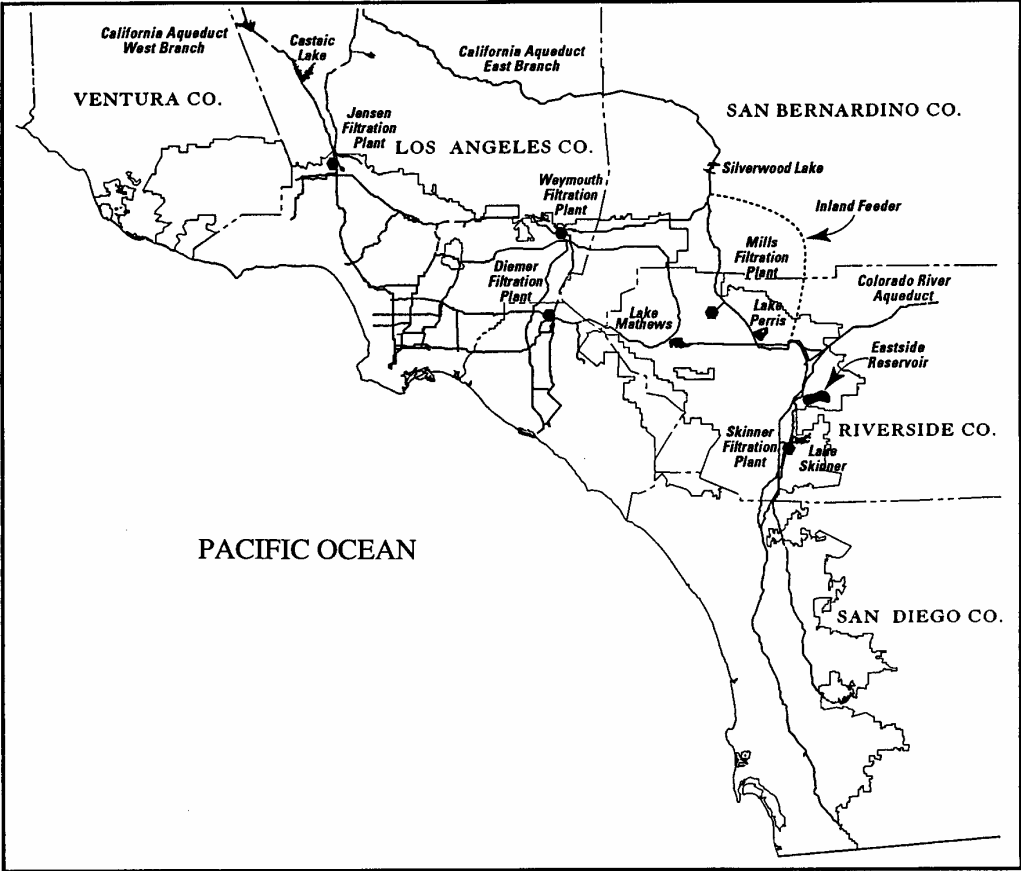 California Aqueduct
West Branch
Castaic
Lake
California Aqueduct
East Branch
VENTURA CO.
SAN BERNARDINO CO.
Jensen
Filtration
Plant
LOS ANGELES CO.
Silverwood Lake
Weymouth
Filtration
Plant
Inland Feeder
Mills
Filtration
Plant
Diemer
Filtration
Plant
Colorado River
Aqueduct
Lake
Mathews
Lake
Perris
Eastside
Reservoir
RIVERSIDE CO.
Skinner
Filtration
Plant
Lake
Skinner
PACIFIC OCEAN
SAN DIEGO CO.